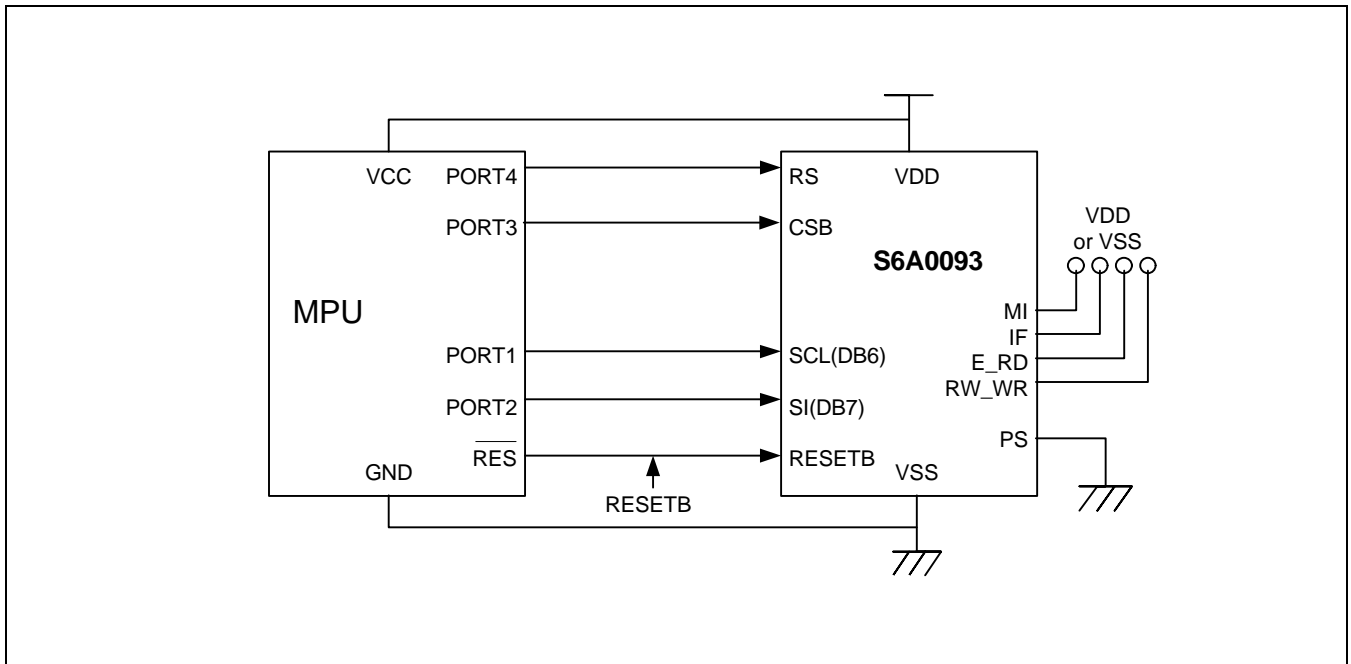 VCC
PORT4
PORT3
MPU
PORT1
PORT2
RES
GND
RESETB
RS
VDD
CSB
S6A0093
SCL(DB6)
SI(DB7)
RESETB
VSS
MI
IF
E_RD
RW_WR
PS
VDD
or VSS